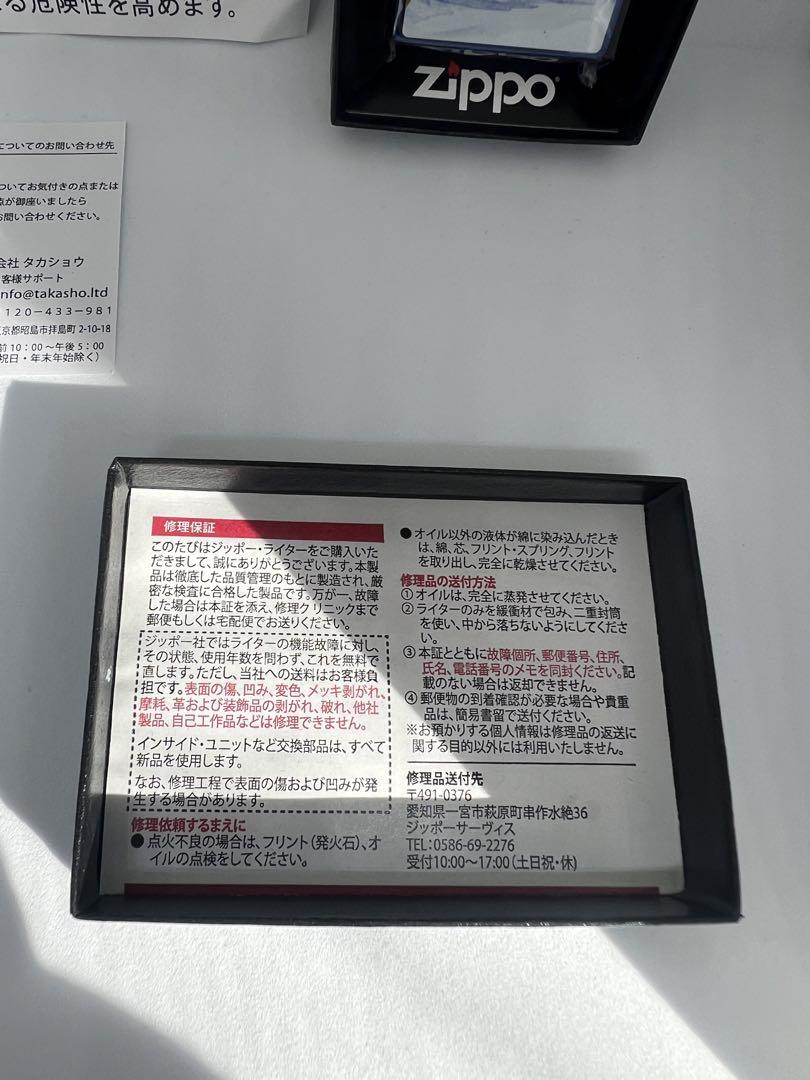 る危険性を高めます。
zippo
についてのお問い合わせ先
ついてお気付きの点または
点が御座いましたら
お問い合わせください。
会社 タカショウ
客様サポート
nfo@takasho.ltd
120-433-981
京都昭島市拝島町 2-10-18
前 10:00～午後 5:00
祝日・年末年始除く)
修理保証
このたびはジッポー・ライターをご購入いた
だきまして、誠にありがとうございます。本製
品は徹底した品質管理のもとに製造され、厳
密な検査に合格した製品です。万が一、故障
した場合は本証を添え、修理クリニックまで
郵便もしくは宅配便でお送りください。
ジッポー社ではライターの機能故障に対し、
その状態、使用年数を問わず、これを無料で
直します。ただし、当社への送料はお客様負
担です。表面の傷、凹み、変色、メッキ剥がれ、
摩耗、革および装飾品の剥がれ、破れ、他社
製品、自己工作品などは修理できません。
インサイド・ユニットなど交換部品は、すべて
新品を使用します。
なお、修理工程で表面の傷および凹みが発
生する場合があります。
修理依頼するまえに
● 点火不良の場合は、フリント(発火石)、オ
イルの点検をしてください。
● オイル以外の液体が綿に染み込んだとき
は、綿、芯、フリント・スプリング、フリント
を取り出し、完全に乾燥させてください。
修理品の送付方法
① オイルは、完全に蒸発させてください。
② ライターのみを緩衝材で包み、二重封筒
を使い、中から落ちないようにしてくださ
い。
③ 本証とともに故障個所、郵便番号、住所、
氏名、電話番号のメモを同封ください。記
載のない場合は返却できません。
④ 郵便物の到着確認が必要な場合や貴重
品は、簡易書留で送付ください。
※お預かりする個人情報は修理品の返送に
関する目的以外には利用いたしません。
修理品送付先
〒491-0376
愛知県一宮市萩原町串作水絶36
ジッポーサーヴィス
TEL:0586-69-2276
受付10:00～17:00(土日祝・休)